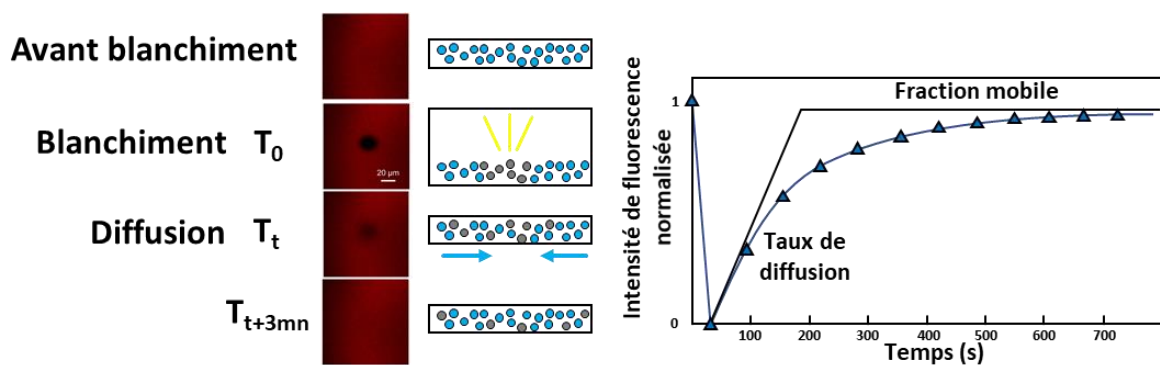 Avant blanchiment
Blanchiment T0
20 µm
Diffusion Tt
Tt+3mn
Intensité de fluorescence
normalisée
1
0
Fraction mobile
Taux de
diffusion
100 200 300 400 500 600 700
Temps (s)